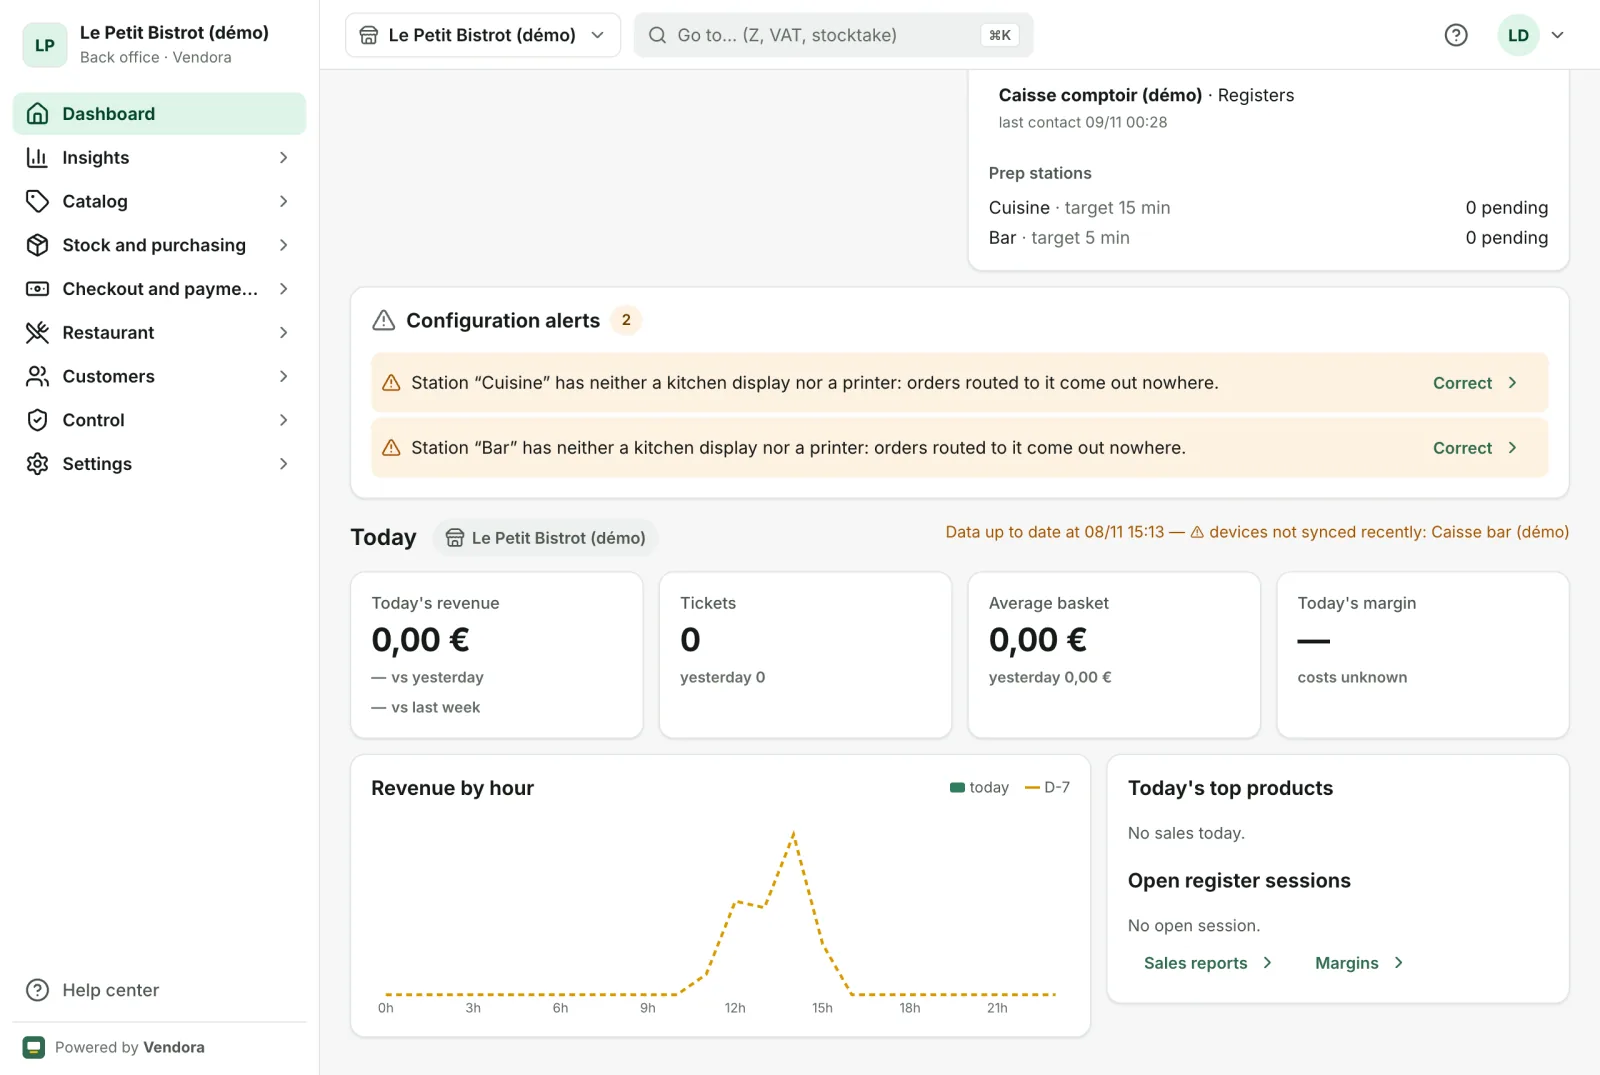 LP
Le Petit Bistrot (démo)
Back office · Vendora
Dashboard
Insights
Catalog
Stock and purchasing
Checkout and payme...
Restaurant
Customers
Control
Settings
Help center
Powered by Vendora
Le Petit Bistrot (démo)
Go to... (Z, VAT, stocktake)
⌘K
LD
Caisse comptoir (démo) · Registers
last contact 09/11 00:28
Prep stations
Cuisine · target 15 min 0 pending
Bar · target 5 min 0 pending
Configuration alerts 2
Station “Cuisine” has neither a kitchen display nor a printer: orders routed to it come out nowhere. Correct
Station “Bar” has neither a kitchen display nor a printer: orders routed to it come out nowhere. Correct
Today
Le Petit Bistrot (démo)
Data up to date at 08/11 15:13 — ⚠ devices not synced recently: Caisse bar (démo)
Today's revenue
0,00 €
— vs yesterday
— vs last week
Tickets
0
yesterday 0
Average basket
0,00 €
yesterday 0,00 €
Today's margin
—
costs unknown
Revenue by hour
today D-7
0h 3h 6h 9h 12h 15h 18h 21h
Today's top products
No sales today.
Open register sessions
No open session.
Sales reports Margins